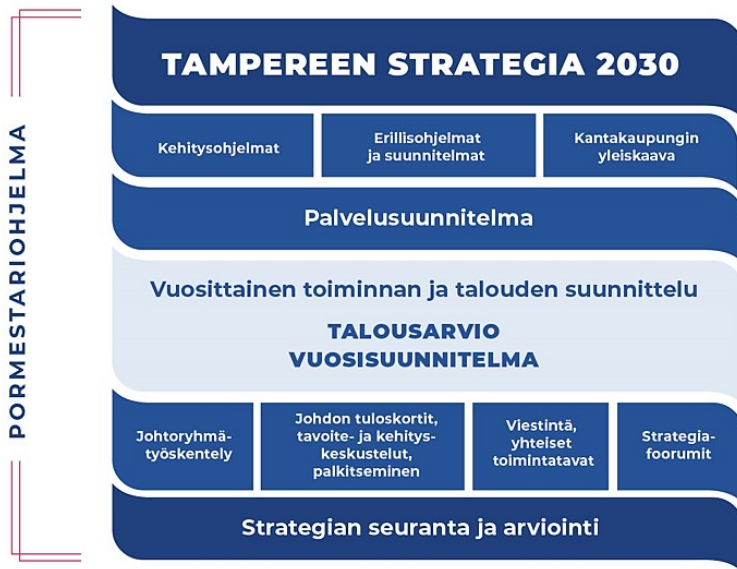 PORMESTARIOHJELMA
TAMPEREEN STRATEGIA 2030
Kehitysohjelmat
Erillisohjelmat
ja suunnitelmat
Kantakaupungin
yleiskaava
Palvelusuunnitelma
Vuosittainen toiminnan ja talouden suunnittelu
TALOUSARVIO
VUOSISUUNNITELMA
Johtoryhmä-
työskentely
Johdon tuloskortit,
tavoite- ja kehitys-
keskustelut,
palkitseminen
Viestintä,
yhteiset
toimintatavat
Strategia-
foorumit
Strategian seuranta ja arviointi